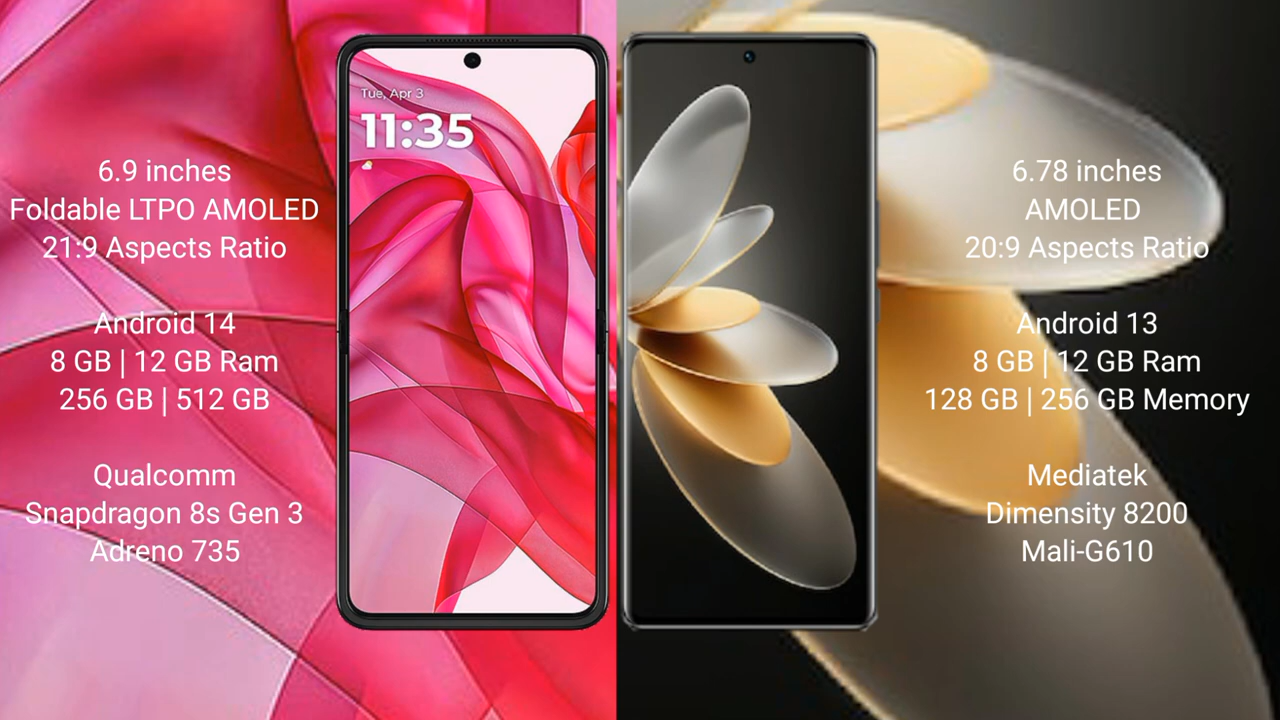 6.9 inches
Foldable LTPO AMOLED
21:9 Aspects Ratio
Android 14
8 GB | 12 GB Ram
256 GB | 512 GB
Qualcomm
Snapdragon 8s Gen 3
Adreno 735
Tue, Apr 3
11:35
6.78 inches
AMOLED
20:9 Aspects Ratio
Android 13
8 GB | 12 GB Ram
128 GB | 256 GB Memory
Mediatek
Dimensity 8200
Mali-G610